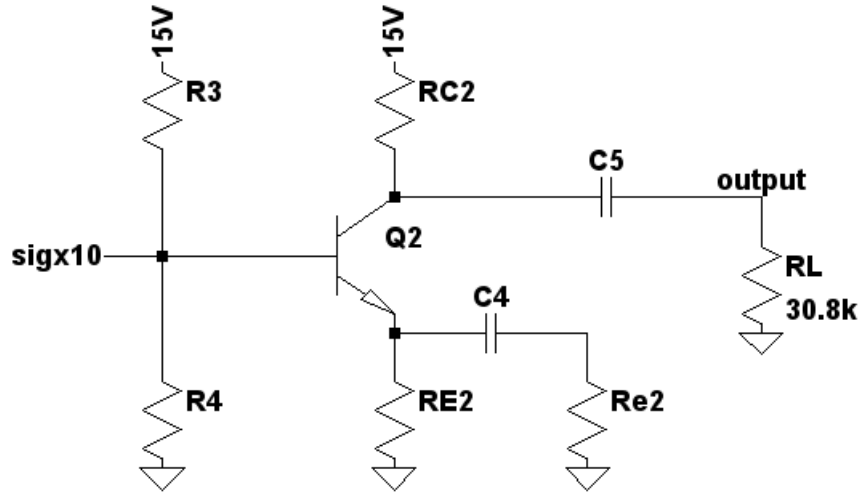 15V
15V
R3
RC2
C5
output
sigx10
Q2
RL
30.8k
C4
R4
RE2
Re2